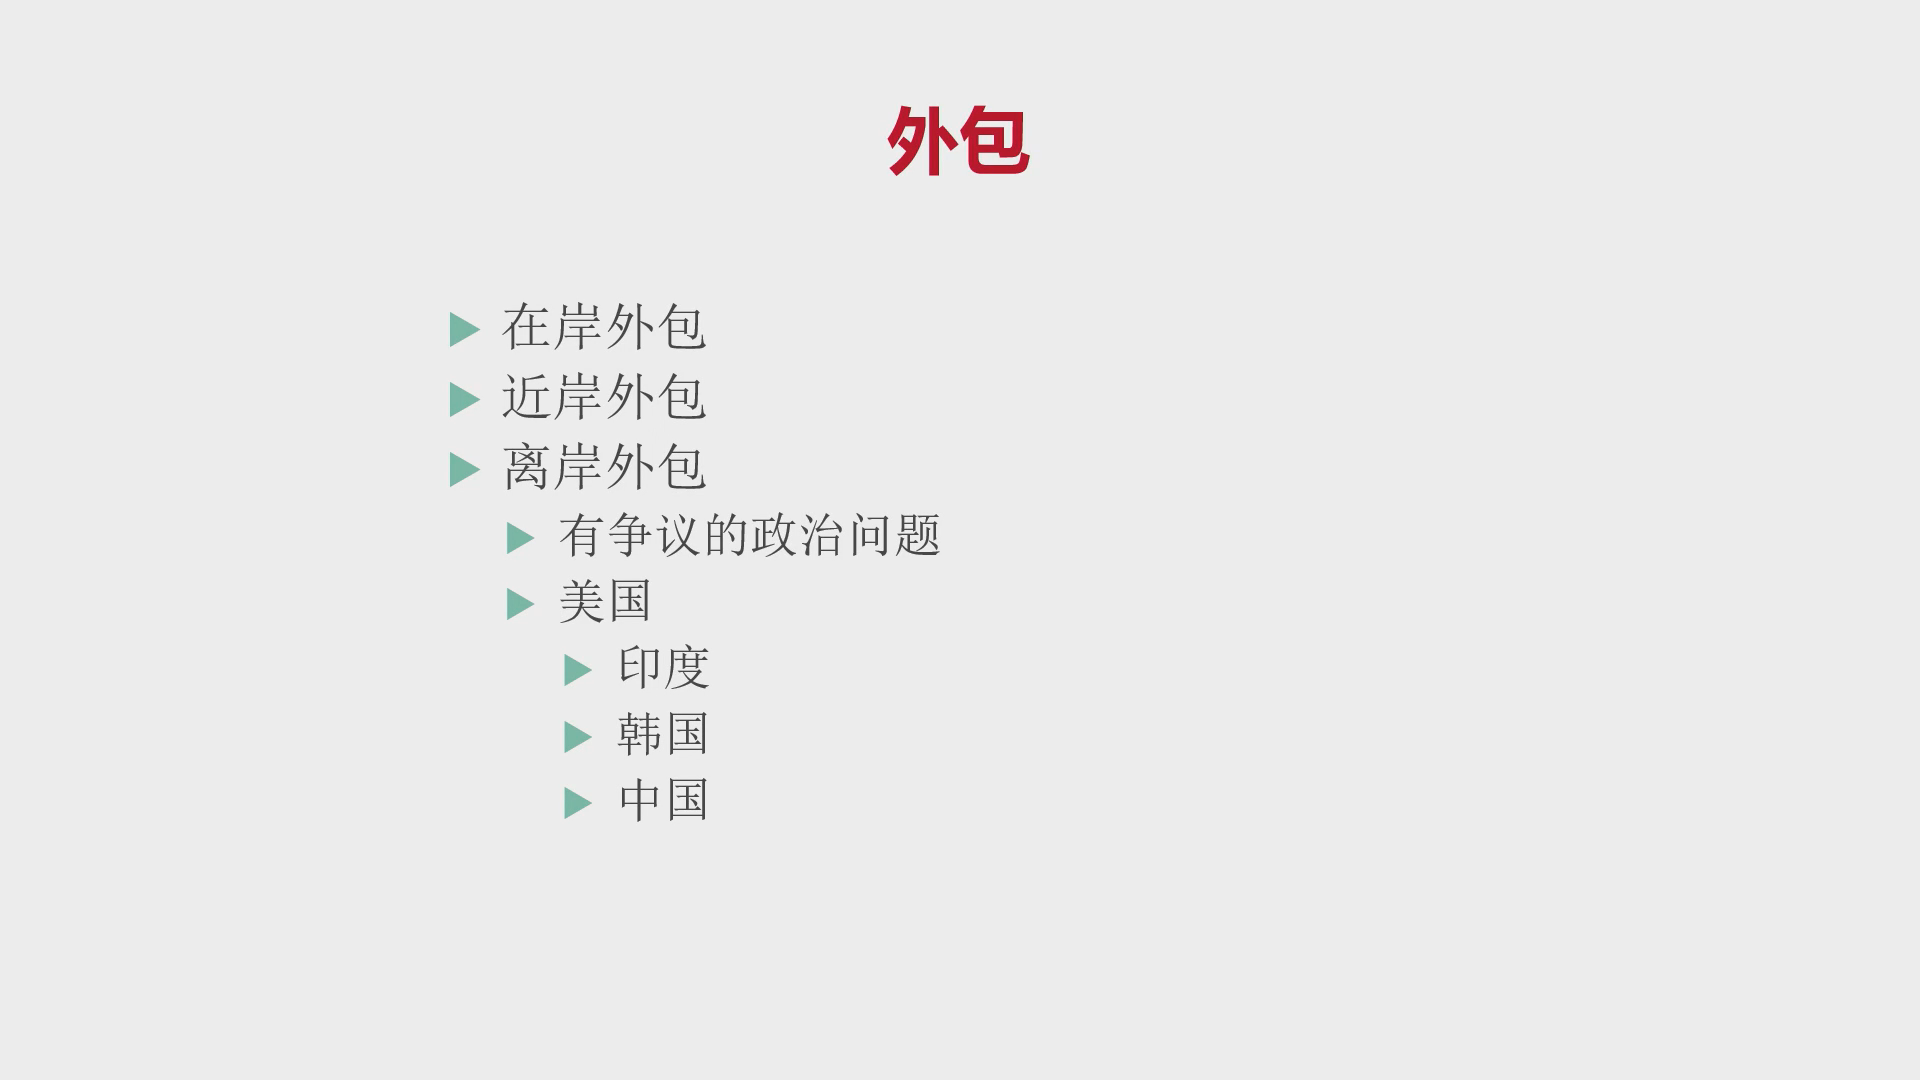 外包
在岸外包
近岸外包
离岸外包
有争议的政治问题
美国
印度
韩国
中国